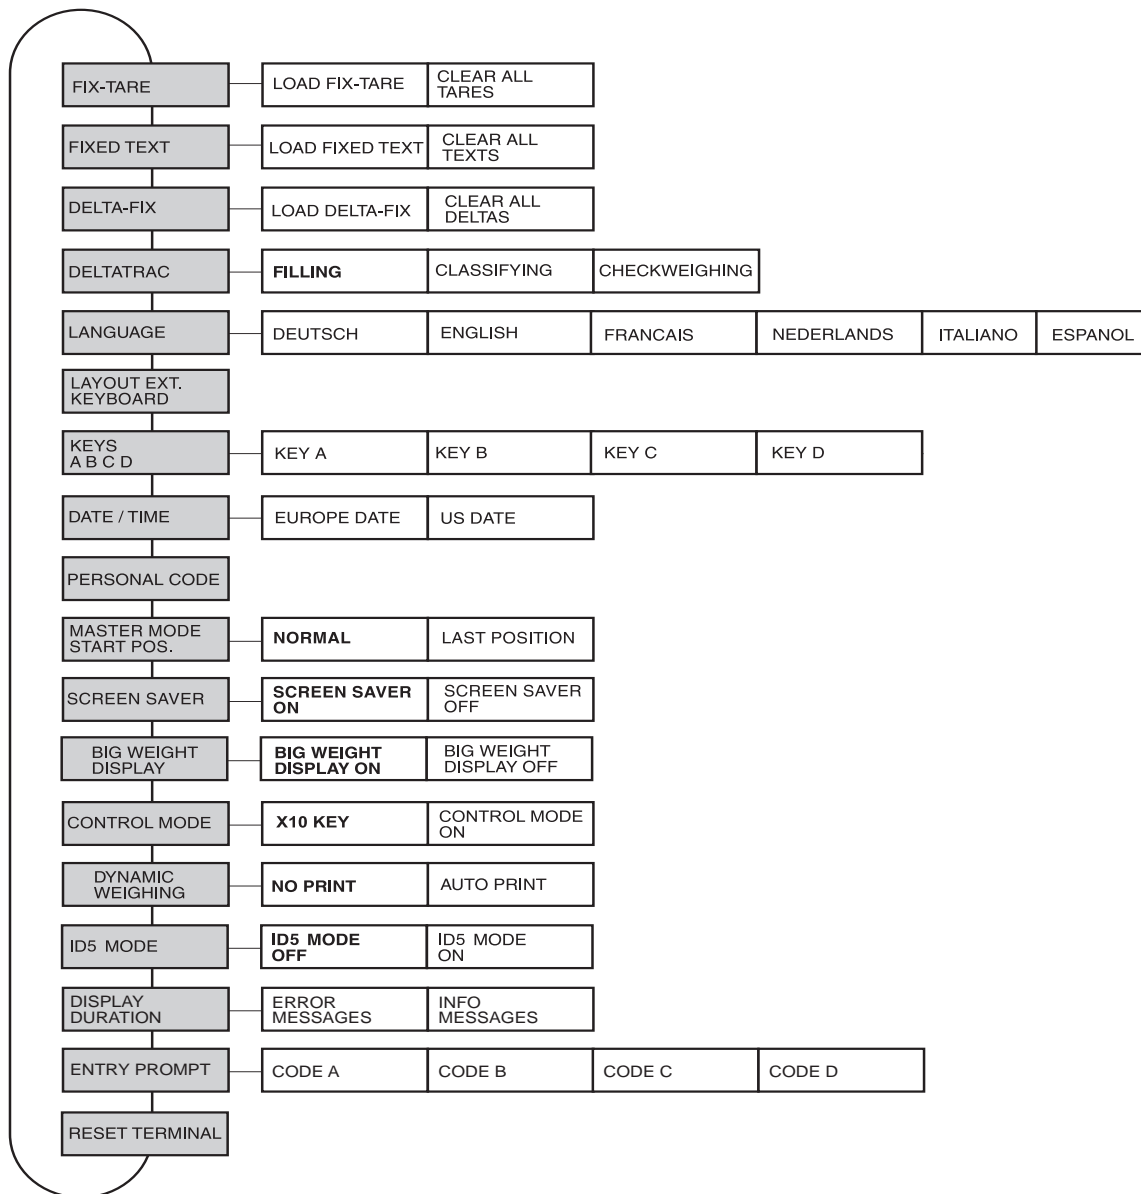 FIX-TARE
LOAD FIX-TARE
CLEAR ALL
TARES
FIXED TEXT
LOAD FIXED TEXT
CLEAR ALL
TEXTS
DELTA-FIX
LOAD DELTA-FIX
CLEAR ALL
DELTAS
DELTATRAC
FILLING
CLASSIFYING
CHECKWEIGHING
LANGUAGE
DEUTSCH
ENGLISH
FRANCAIS
NEDERLANDS
ITALIANO
ESPANOL
LAYOUT EXT.
KEYBOARD
KEYS
A B C D
KEY A
KEY B
KEY C
KEY D
DATE / TIME
EUROPE DATE
US DATE
PERSONAL CODE
MASTER MODE
START POS.
NORMAL
LAST POSITION
SCREEN SAVER
SCREEN SAVER
ON
SCREEN SAVER
OFF
BIG WEIGHT
DISPLAY
BIG WEIGHT
DISPLAY ON
BIG WEIGHT
DISPLAY OFF
CONTROL MODE
X10 KEY
CONTROL MODE
ON
DYNAMIC
WEIGHING
NO PRINT
AUTO PRINT
ID5 MODE
ID5 MODE
OFF
ID5 MODE
ON
DISPLAY
DURATION
ERROR
MESSAGES
INFO
MESSAGES
ENTRY PROMPT
CODE A
CODE B
CODE C
CODE D
RESET TERMINAL